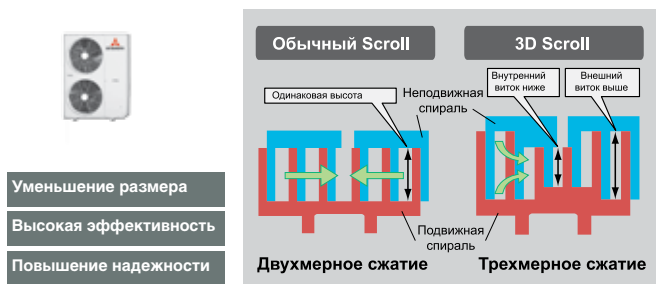 Уменьшение размера
Высокая эффективность
Повышение надежности
Обычный Scroll
3D Scroll
Одинаковая высота
Неподвижная
спираль
Внутренний
виток ниже
Внешний
виток выше
Подвижная
спираль
Двухмерное сжатие
Трехмерное сжатие